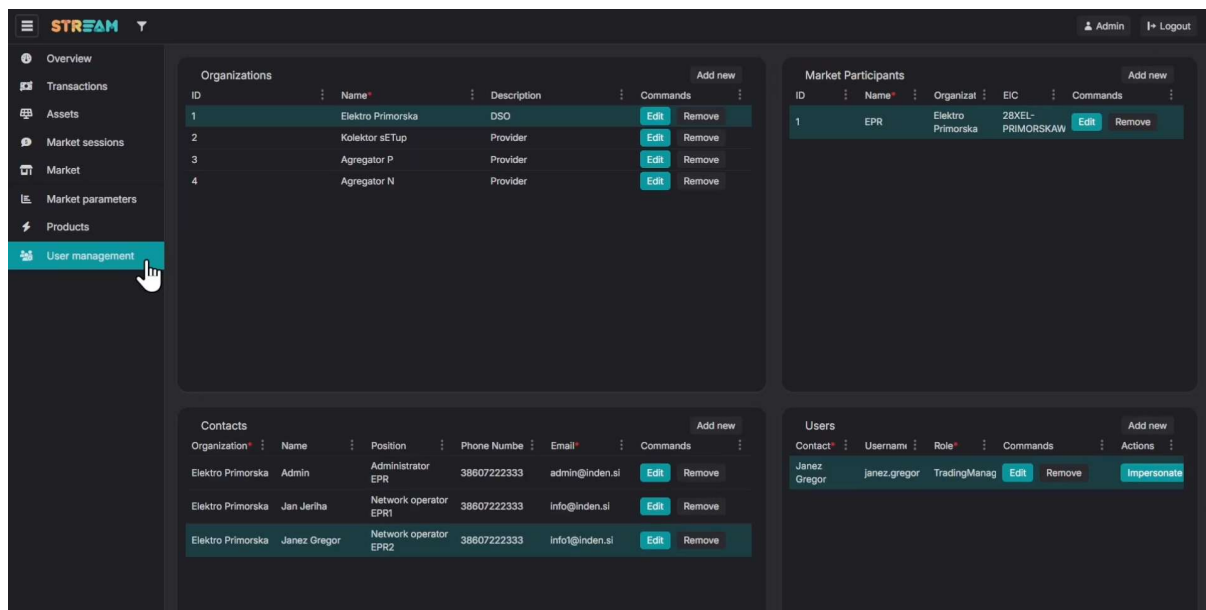 STREAM
Admin
Logout
Overview
Transactions
Assets
Market sessions
Market
Market parameters
Products
User management
Organizations
Add new
ID Name* Description Commands
1 Elektro Primorska DSO Edit Remove
2 Kolektor sETup Provider Edit Remove
3 Agregator P Provider Edit Remove
4 Agregator N Provider Edit Remove
Market Participants
Add new
ID Name* Organizat EIC Commands
1 EPR Elektro Primorska 28XEL-PRIMORSKAW Edit Remove
Contacts
Add new
Organization* Name Position Phone Numbe Email* Commands
Elektro Primorska Admin Administrator EPR 38607222333 admin@inden.si Edit Remove
Elektro Primorska Jan Jeriha Network operator EPR1 38607222333 info@inden.si Edit Remove
Elektro Primorska Janez Gregor Network operator EPR2 38607222333 info1@inden.si Edit Remove
Users
Add new
Contact* Username Role* Commands Actions
Janez Gregor janez.gregor TradingManag Edit Remove Impersonate